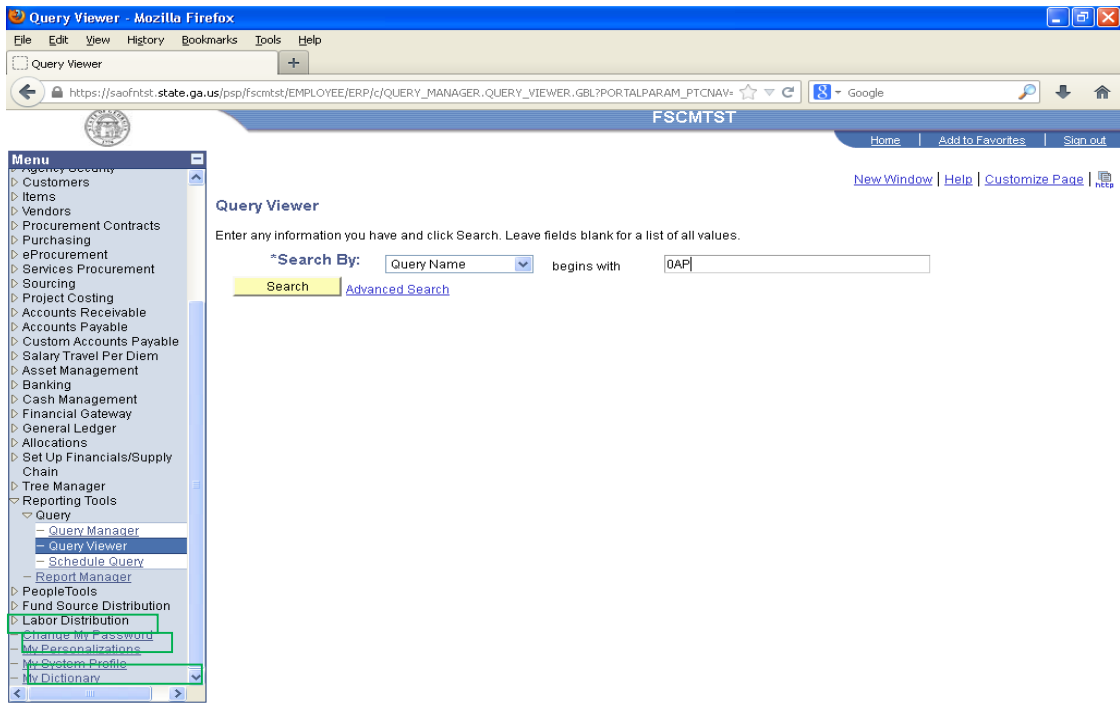 Query Viewer - Mozilla Firefox
File Edit View History Bookmarks Tools Help
Query Viewer +
https://saofntst.state.ga.us/psp/fscmtst/EMPLOYEE/ERP/c/QUERY_MANAGER.QUERY_VIEWER.GBL?PORTALPARAM_PTCNAV= Google
FSCMTST
Home | Add to Favorites | Sign out
Menu
Agency Security
Customers
Items
Vendors
Procurement Contracts
Purchasing
eProcurement
Services Procurement
Sourcing
Project Costing
Accounts Receivable
Accounts Payable
Custom Accounts Payable
Salary Travel Per Diem
Asset Management
Banking
Cash Management
Financial Gateway
General Ledger
Allocations
Set Up Financials/Supply
Chain
Tree Manager
Reporting Tools
Query
Query Manager
Query Viewer
Schedule Query
Report Manager
PeopleTools
Fund Source Distribution
Labor Distribution
Change My Password
My Personalizations
My System Profile
My Dictionary
New Window | Help | Customize Page | http
Query Viewer
Enter any information you have and click Search. Leave fields blank for a list of all values.
*Search By: Query Name begins with 0AP
Search Advanced Search